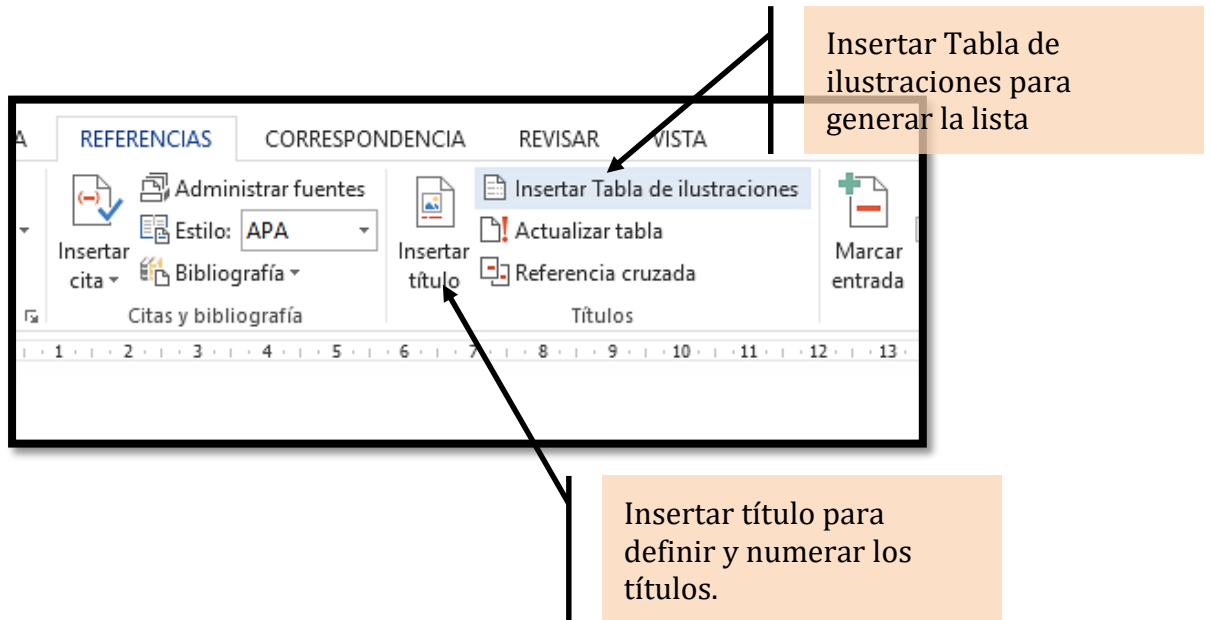 Insertar Tabla de
ilustraciones para
generar la lista
A REFERENCIAS CORRESPONDENCIA REVISAR VISTA
Administrar fuentes
Estilo: APA
Bibliografía
Insertar
cita
Citas y bibliografía
Insertar
título
Insertar Tabla de ilustraciones
Actualizar tabla
Referencia cruzada
Títulos
Marcar
entrada
1 2 3 4 5 6 7 8 9 10 11 12 13
Insertar título para
definir y numerar los
títulos.